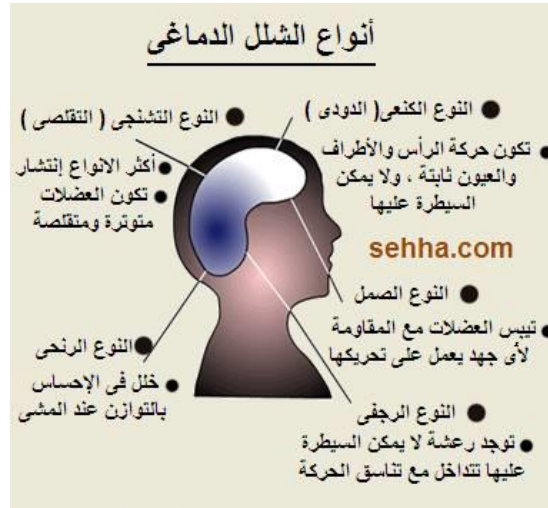 أنواع الشلل الدماغى
النوع الكنعى( الدودى )
تكون حركة الرأس والأطراف
والعيون ثابتة ، ولا يمكن
السيطرة عليها
النوع التشنجى ( التقلصى )
أكثر الانواع إنتشار
تكون العضلات
متوترة ومتقلصة
sehha.com
النوع الصمل
تيبس العضلات مع المقاومة
لأى جهد يعمل على تحريكها
النوع الرنحى
خلل فى الإحساس
بالتوازن عند المشى
النوع الرجفى
توجد رعشة لا يمكن السيطرة
عليها تتداخل مع تناسق الحركة